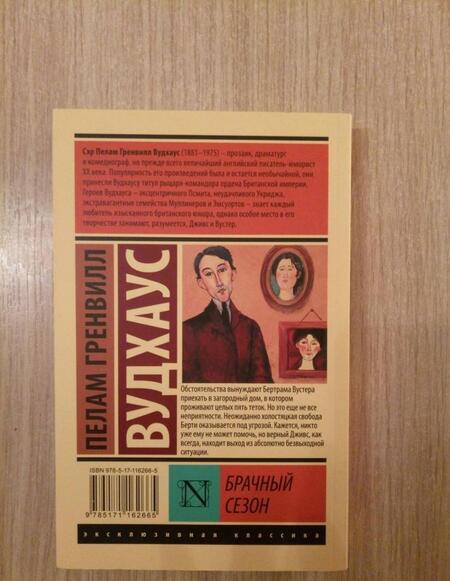 Сэр Пелам Гренвилл Вудхаус (1881–1975) – прозаик, драматург
и комедиограф, но прежде всего величайший английский писатель-юморист
XX века. Популярность его произведений была и остается необычайной, они
принесли Вудхаусу титул рыцаря-командора ордена Британской империи.
Героев Вудхауса – эксцентричного Псмита, неудачливого Укриджа,
экстравагантные семейства Муллинеров и Эмсуортов – знает каждый
любитель изысканного британского юмора, однако особое место в его
творчестве занимают, разумеется, Дживс и Вустер.
ПЕЛАМ ГРЕНВИЛЛ
ВУДХАУС
Обстоятельства вынуждают Бертрама Вустера
приехать в загородный дом, в котором
проживают целых пять теток. Но это еще не все
неприятности. Неожиданно холостяцкая свобода
Берти оказывается под угрозой. Кажется, никто
уже ему не может помочь, но верный Дживс, как
всегда, находит выход из абсолютно безвыходной
ситуации.
ISBN 978-5-17-116266-5
9 785171 162665
N
БРАЧНЫЙ
СЕЗОН
ЭКСКЛЮЗИВНАЯ КЛАССИКА